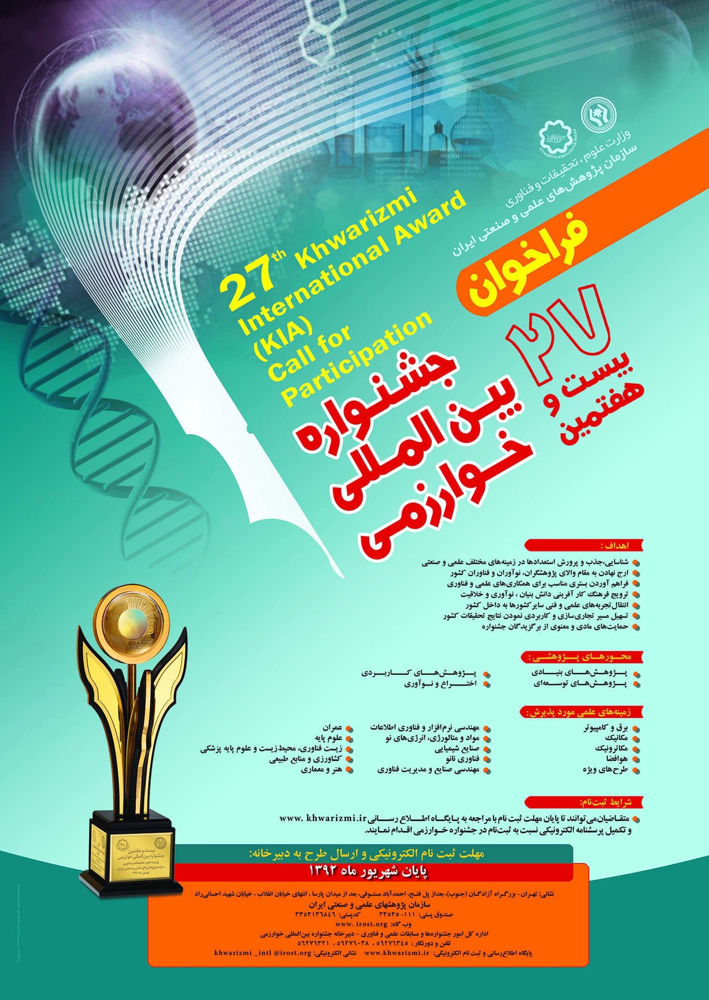 Khwarizmi International Award
وزارت علوم، تحقیقات و فناوری
سازمان پژوهش‌های علمی و صنعتی ایران
فراخوان
27th Khwarizmi
International Award
(KIA)
Call for
Participation
۲۷
بیست و
هفتمین
جشنواره
بین المللی
خوارزمی
اهداف :
شناسایی،جذب و پرورش استعدادها در زمینه‌های مختلف علمی و صنعتی
ارج نهادن به مقام والای پژوهشگران، نوآوران و فناوران کشور
فراهم آوردن بستری مناسب برای همکاری‌های علمی و فناوری
ترویج فرهنگ کار آفرینی دانش بنیان ، نوآوری و خلاقیت
انتقال‌تجربه‌های علمی و فنی سایرکشورها به داخل کشور
تسهیل مسیر تجاری‌سازی و کاربردی نمودن نتایج تحقیقات کشور
حمایت‌های مادی و معنوی از برگزیدگان جشنواره
محورهای پژوهشی :
پژوهش‌های بنیادی
پژوهش‌های توسعه‌ای
پژوهش‌های کاربردی
اختراع و نوآوری
زمینه‌های علمی مورد پذیرش:
برق و کامپیوتر
مکانیک
مکاترونیک
هوافضا
طرح‌های ویژه
مهندسی نرم‌افزار و فناوری اطلاعات
مواد و متالورژی، انرژی‌های نو
صنایع شیمیایی
فناوری نانو
مهندسی صنایع و مدیریت فناوری
عمران
علوم پایه
زیست فناوری، محیط‌زیست و علوم پایه پزشکی
کشاورزی و منابع طبیعی
هنر و معماری
شرایط ثبت‌نام:
متقاضیان‌می‌توانند تا پایان مهلت ثبت نام با مراجعه به پایگاه اطلاع رسانی www. khwarizmi.ir
و تکمیل پرسشنامه الکترونیکی نسبت به ثبت‌نام در جشنواره خوارزمی اقدام نمایند.
مهلت ثبت نام الکترونیکی و ارسال طرح به دبیرخانه:
پایان شهریور ماه ۱۳۹۲
نشانی: تهران- بزرگراه آزادگان (جنوب)، بعداز پل فتح، احمدآباد مستوفی، بعد از میدان پارسا ، انتهای خیابان انقلاب ، خیابان شهید احسانی‌راد
سازمان پژوهشهای علمی و صنعتی ایران
صندوق پستی: ۱۱۱- ۳۳۵۳۵ کدپستی: ۳۳۵۳۱۳۶۸۴۶
وب گاه: www. irost.org
اداره کل امور جشنواره‌ها و مسابقات علمی و فناوری - دبیرخانه جشنواره بین‌المللی خوارزمی
تلفن و دورنگار : ۵۶۲۷۶۳۴۵ ، ۵۶۲۷۶۰۳۸ ، ۵۶۲۷۶۳۲۱
پایگاه اطلاع‌رسانی و ثبت نام الکترونیکی: www.khwarizmi.ir نشانی الکترونیکی: khwarizmi _intl @irost.org
بیست و هفتمین
جشنواره بین‌المللی خوارزمی
وزارت علوم، تحقیقات و فناوری
سازمان پژوهش‌های علمی و صنعتی ایران
بهمن ماه ۱۳۹۲